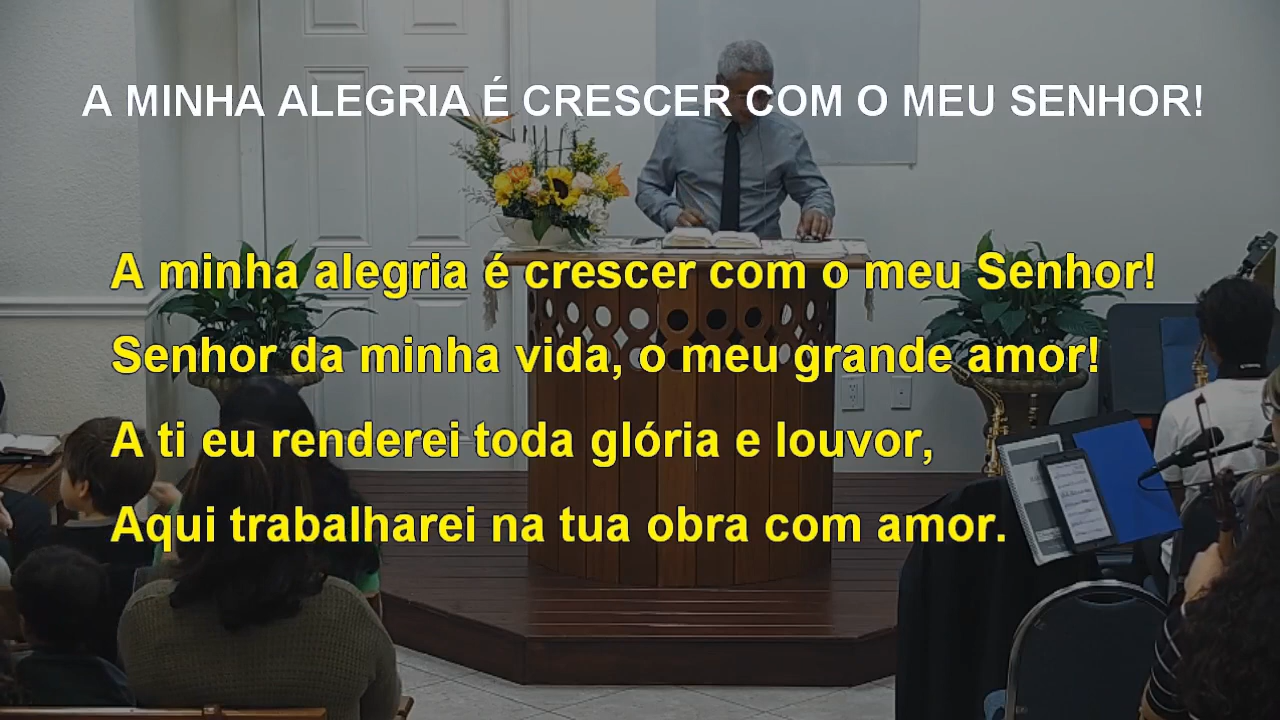 A MINHA ALEGRIA É CRESCER COM O MEU SENHOR!
A minha alegria é crescer com o meu Senhor!
Senhor da minha vida, o meu grande amor!
A ti eu renderei toda glória e louvor,
Aqui trabalharei na tua obra com amor.